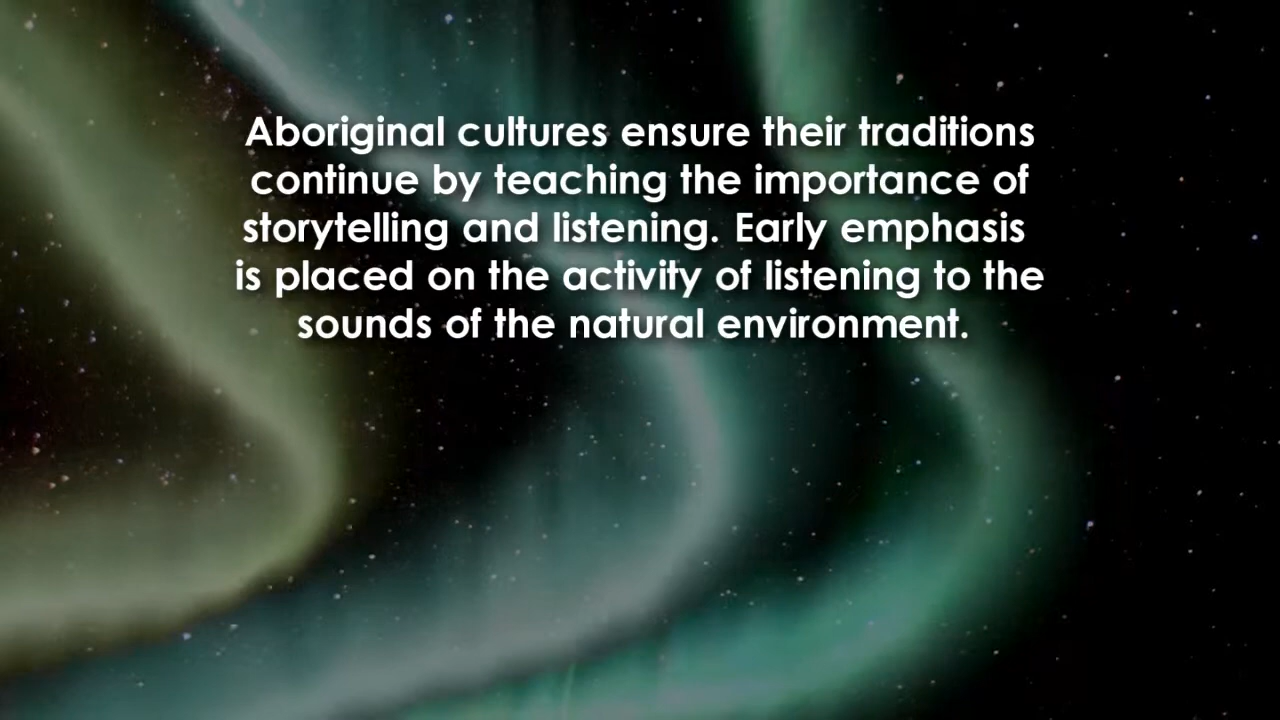 Aboriginal cultures ensure their traditions
continue by teaching the importance of
storytelling and listening. Early emphasis
is placed on the activity of listening to the
sounds of the natural environment.